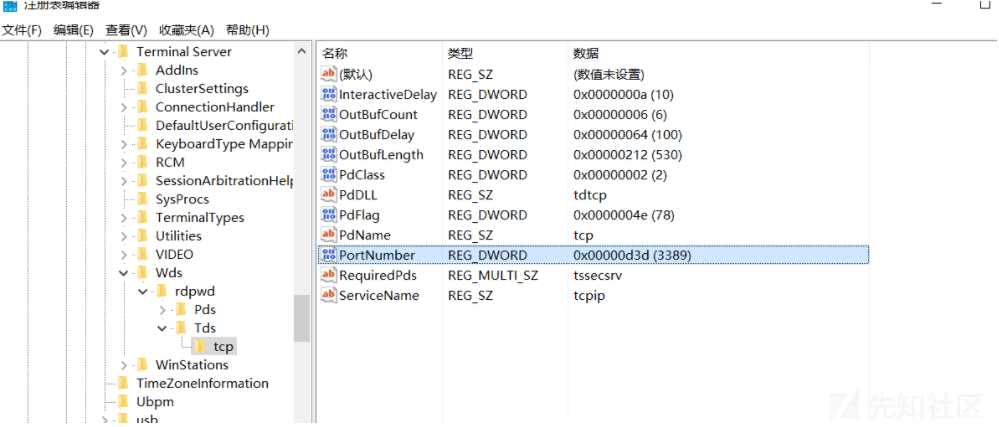 注册表编辑器
文件(F) 编辑(E) 查看(V) 收藏夹(A) 帮助(H)
Terminal Server
AddIns
ClusterSettings
ConnectionHandler
DefaultUserConfigurati
KeyboardType Mappin
RCM
SessionArbitrationHelp
SysProcs
TerminalTypes
Utilities
VIDEO
Wds
rdpwd
Pds
Tds
tcp
WinStations
TimeZoneInformation
Ubpm
usb
名称 类型 数据
(默认) REG_SZ (数值未设置)
InteractiveDelay REG_DWORD 0x0000000a (10)
OutBufCount REG_DWORD 0x00000006 (6)
OutBufDelay REG_DWORD 0x00000064 (100)
OutBufLength REG_DWORD 0x00000212 (530)
PdClass REG_DWORD 0x00000002 (2)
PdDLL REG_SZ tdtcp
PdFlag REG_DWORD 0x0000004e (78)
PdName REG_SZ tcp
PortNumber REG_DWORD 0x00000d3d (3389)
RequiredPds REG_MULTI_SZ tssecsrv
ServiceName REG_SZ tcpip
先知社区